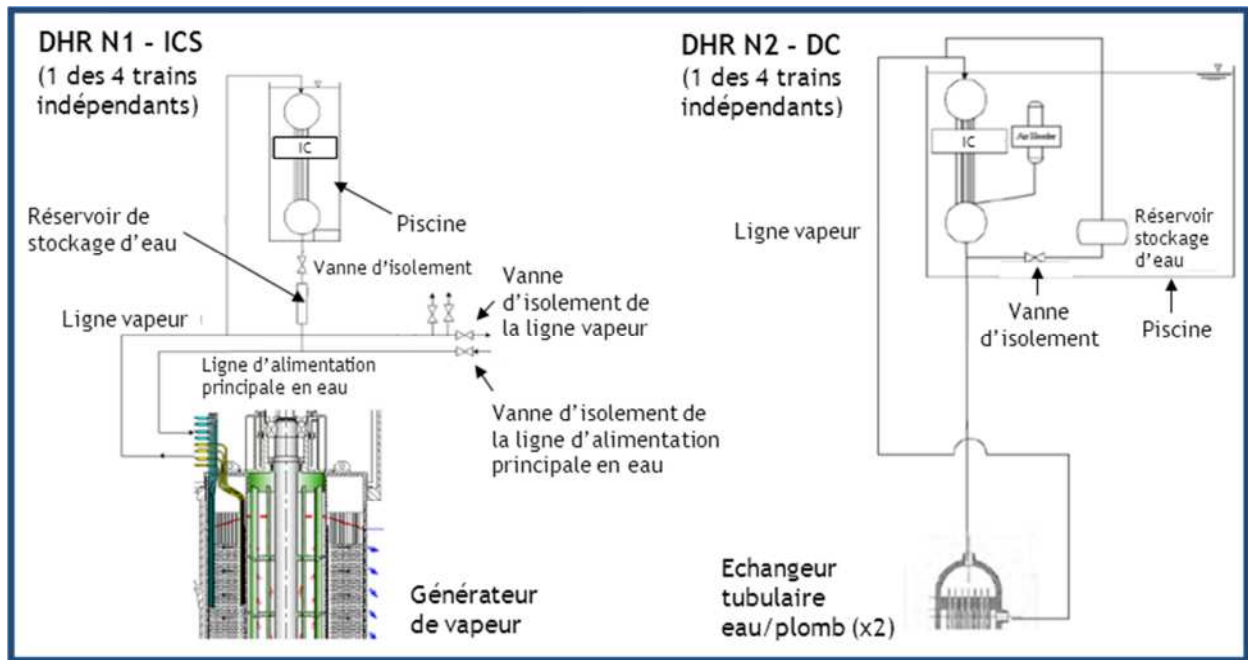 DHR N1 - ICS
(1 des 4 trains
indépendants)
IC
Réservoir de
stockage d'eau
Piscine
Vanne d'isolement
Vanne
d'isolement de
la ligne vapeur
Ligne vapeur
Ligne d'alimentation
principale en eau
Vanne d'isolement de
la ligne d'alimentation
principale en eau
Générateur
de vapeur
DHR N2 - DC
(1 des 4 trains
indépendants)
IC
Ligne vapeur
Réservoir
stockage
d'eau
Vanne
d'isolement
Piscine
Echangeur
tubulaire
eau/plomb (x2)